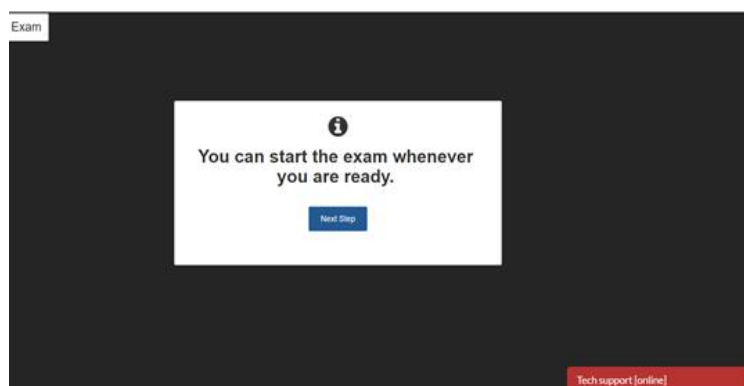 Exam
You can start the exam whenever
you are ready.
Next Step
Tech support [online]